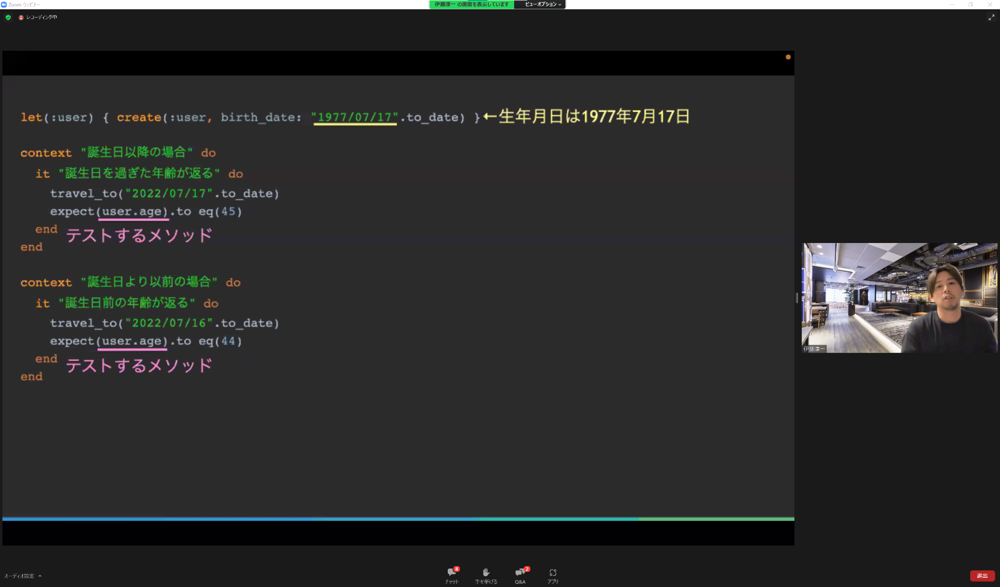 Zoom ウェビナー
伊藤淳一 の画面を表示しています
ビューオプション
レコーディング中
let(:user) { create(:user, birth_date: "1977/07/17".to_date) }←生年月日は1977年7月17日
context "誕生日以降の場合" do
it "誕生日を過ぎた年齢が返る" do
travel_to("2022/07/17".to_date)
expect(user.age).to eq(45)
end テストするメソッド
end
context "誕生日より以前の場合" do
it "誕生日前の年齢が返る" do
travel_to("2022/07/16".to_date)
expect(user.age).to eq(44)
end テストするメソッド
end
伊藤淳一
オーディオ設定
8
チャット
手を挙げる
2
Q&A
アプリ
退出